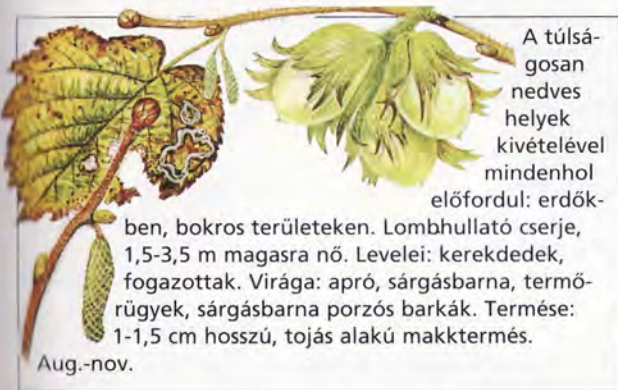 A túlsá-
gosan
nedves
helyek
kivételével
mindenhol
előfordul: erdők-
ben, bokros területeken. Lombhullató cserje,
1,5-3,5 m magasra nő. Levelei: kerekdedek,
fogazottak. Virága: apró, sárgásbarna, termő-
rügyek, sárgásbarna porzós barkák. Termése:
1-1,5 cm hosszú, tojás alakú makktermés.
Aug.-nov.